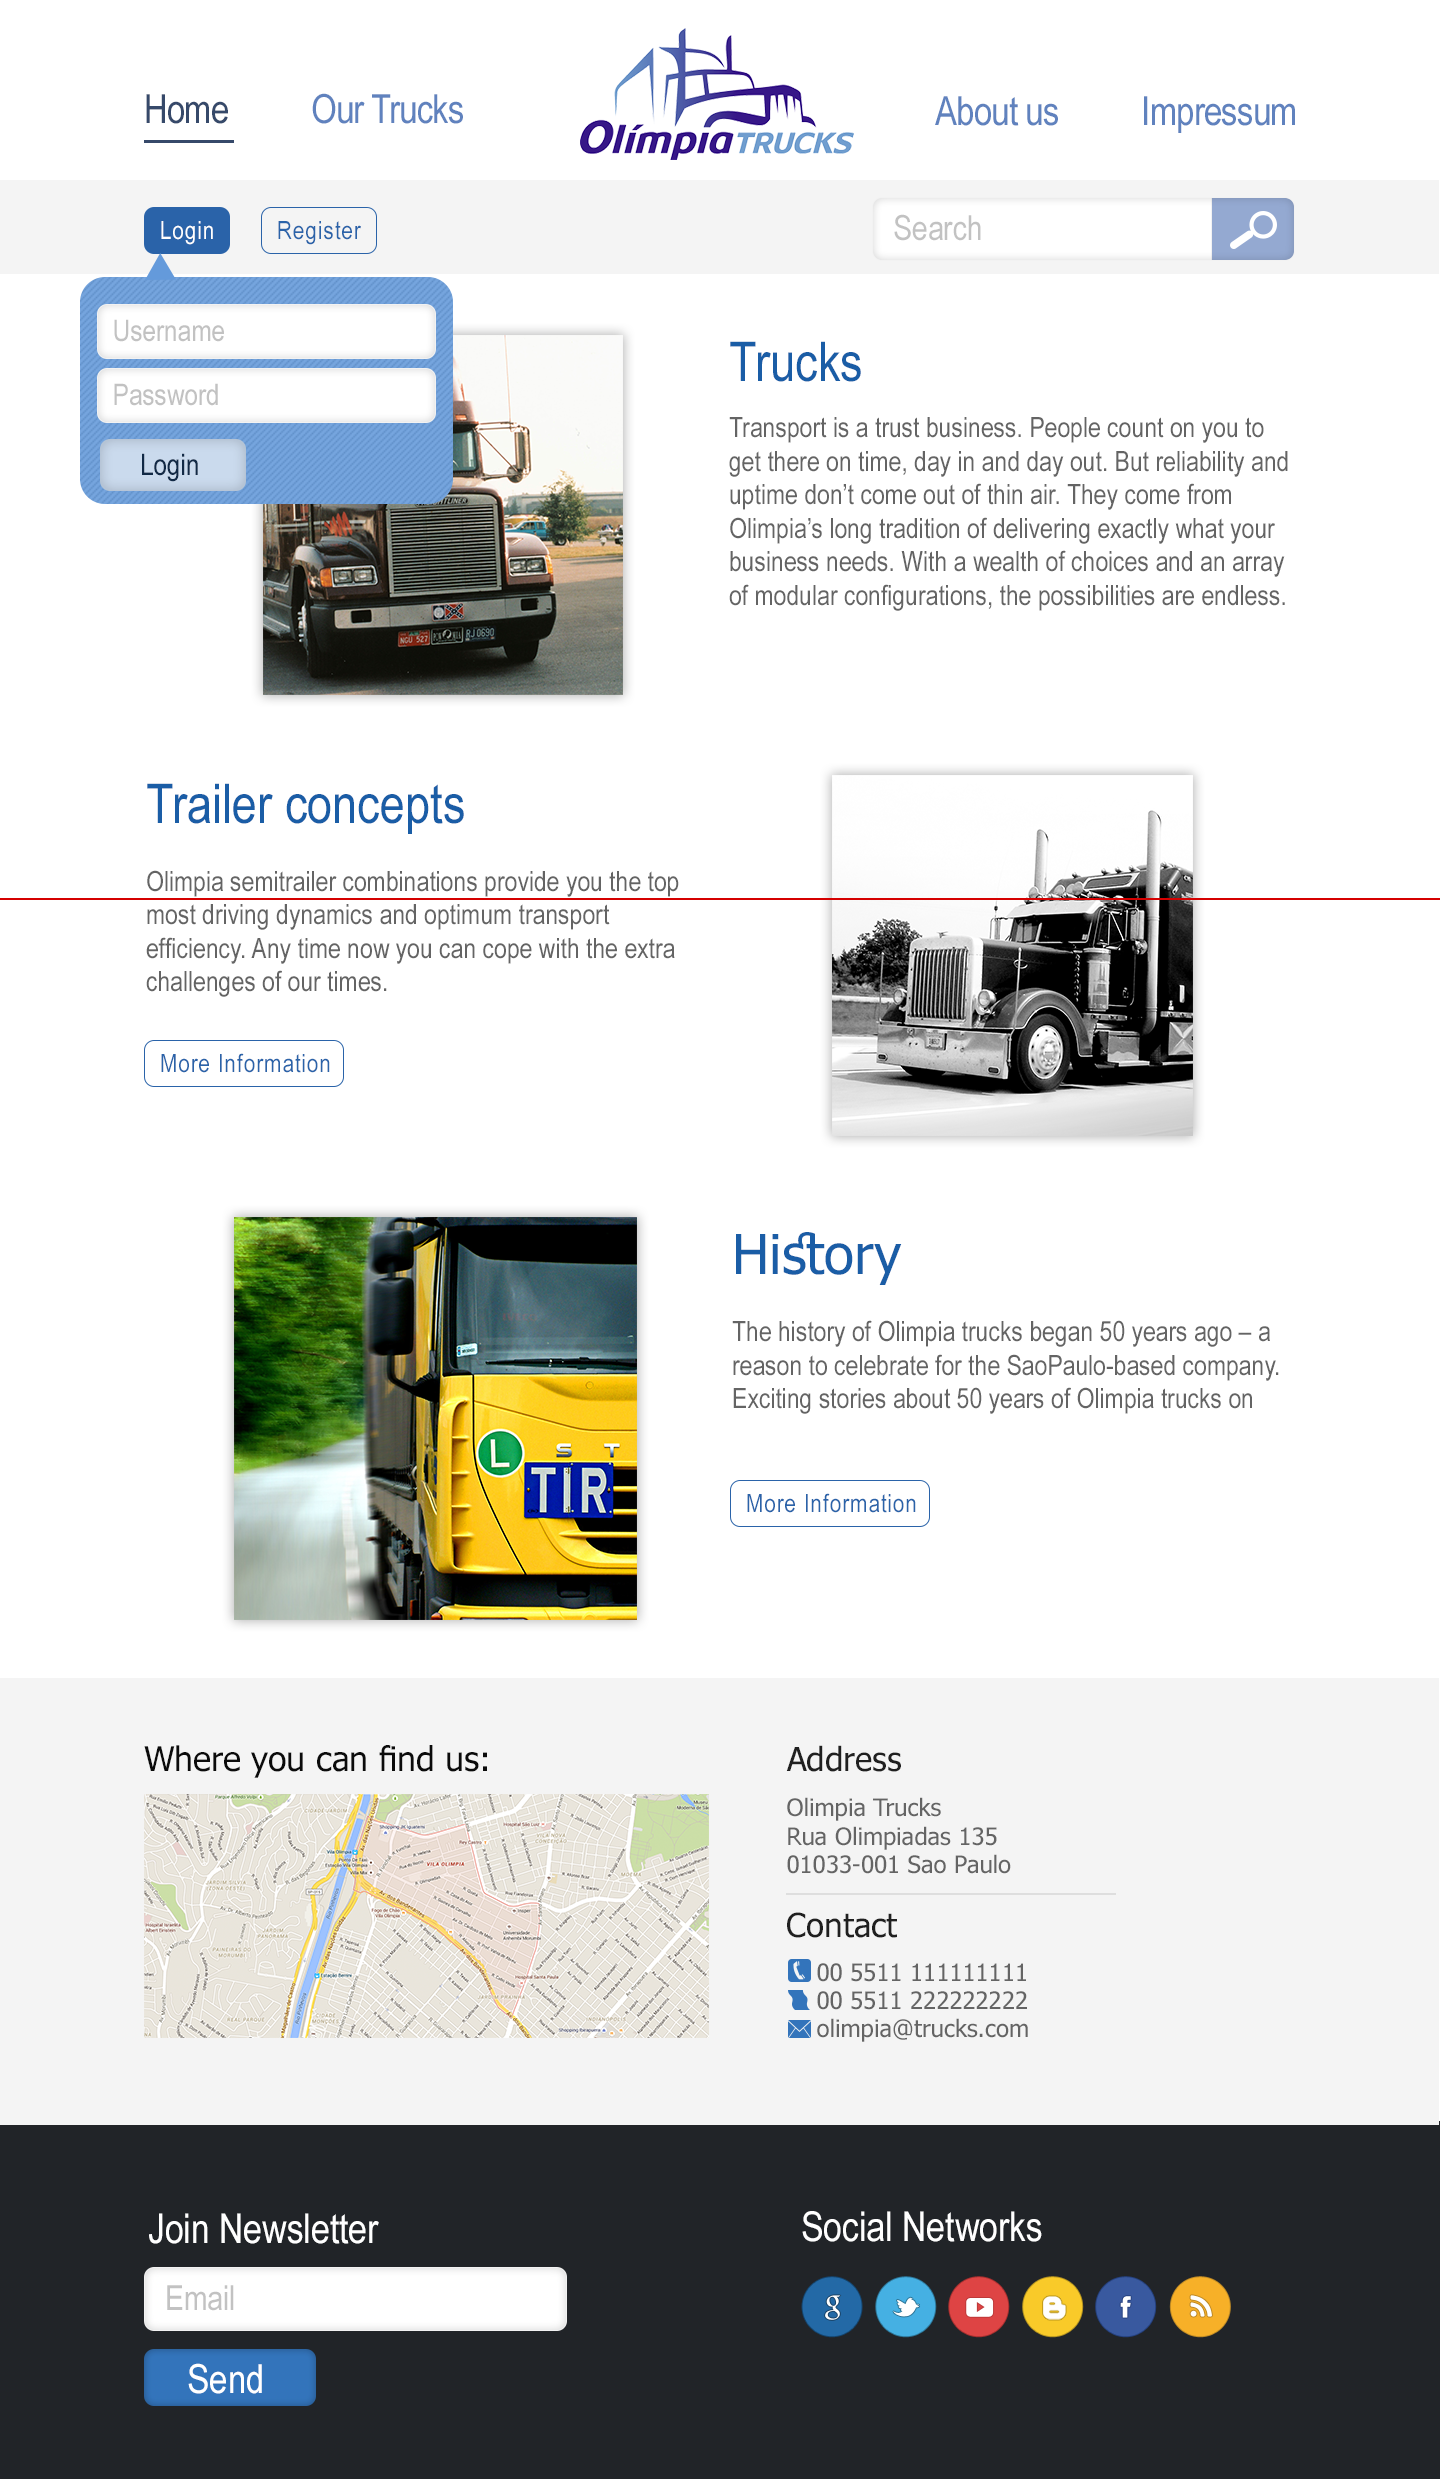 Home
Our Trucks
Olímpia TRUCKS
About us
Impressum
Login
Register
Search
Username
Password
Login
NGU 527
RJ 0690
Trucks
Transport is a trust business. People count on you to
get there on time, day in and day out. But reliability and
uptime don’t come out of thin air. They come from
Olimpia’s long tradition of delivering exactly what your
business needs. With a wealth of choices and an array
of modular configurations, the possibilities are endless.
Trailer concepts
Olimpia semitrailer combinations provide you the top
most driving dynamics and optimum transport
efficiency. Any time now you can cope with the extra
challenges of our times.
More Information
L
S T
TIR
History
The history of Olimpia trucks began 50 years ago – a
reason to celebrate for the SaoPaulo-based company.
Exciting stories about 50 years of Olimpia trucks on
More Information
Where you can find us:
VILA OLIMPIA
Address
Olimpia Trucks
Rua Olimpiadas 135
01033-001 Sao Paulo
Contact
00 5511 111111111
00 5511 222222222
olimpia@trucks.com
Join Newsletter
Email
Send
Social Networks